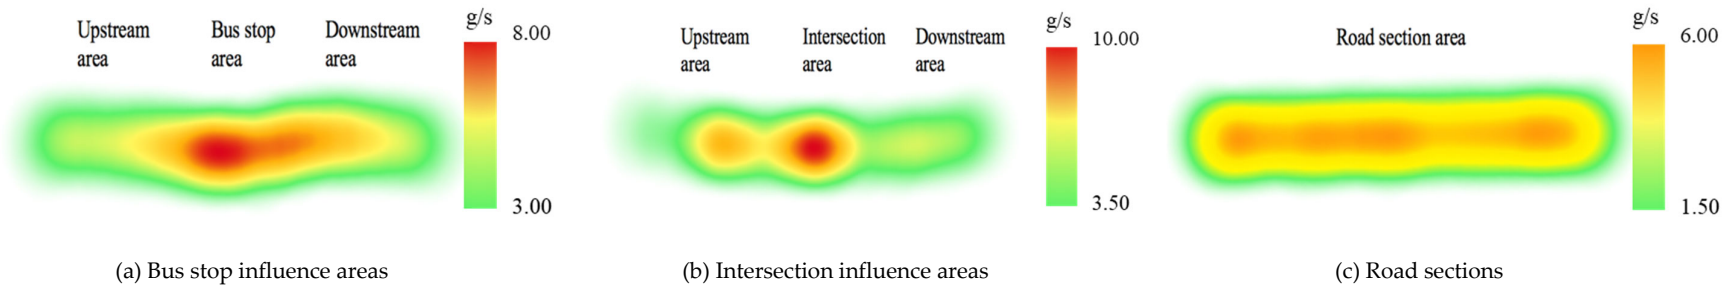 Upstream area
Bus stop area
Downstream area
g/s
8.00
3.00
(a) Bus stop influence areas
Upstream area
Intersection area
Downstream area
g/s
10.00
3.50
(b) Intersection influence areas
Road section area
g/s
6.00
1.50
(c) Road sections